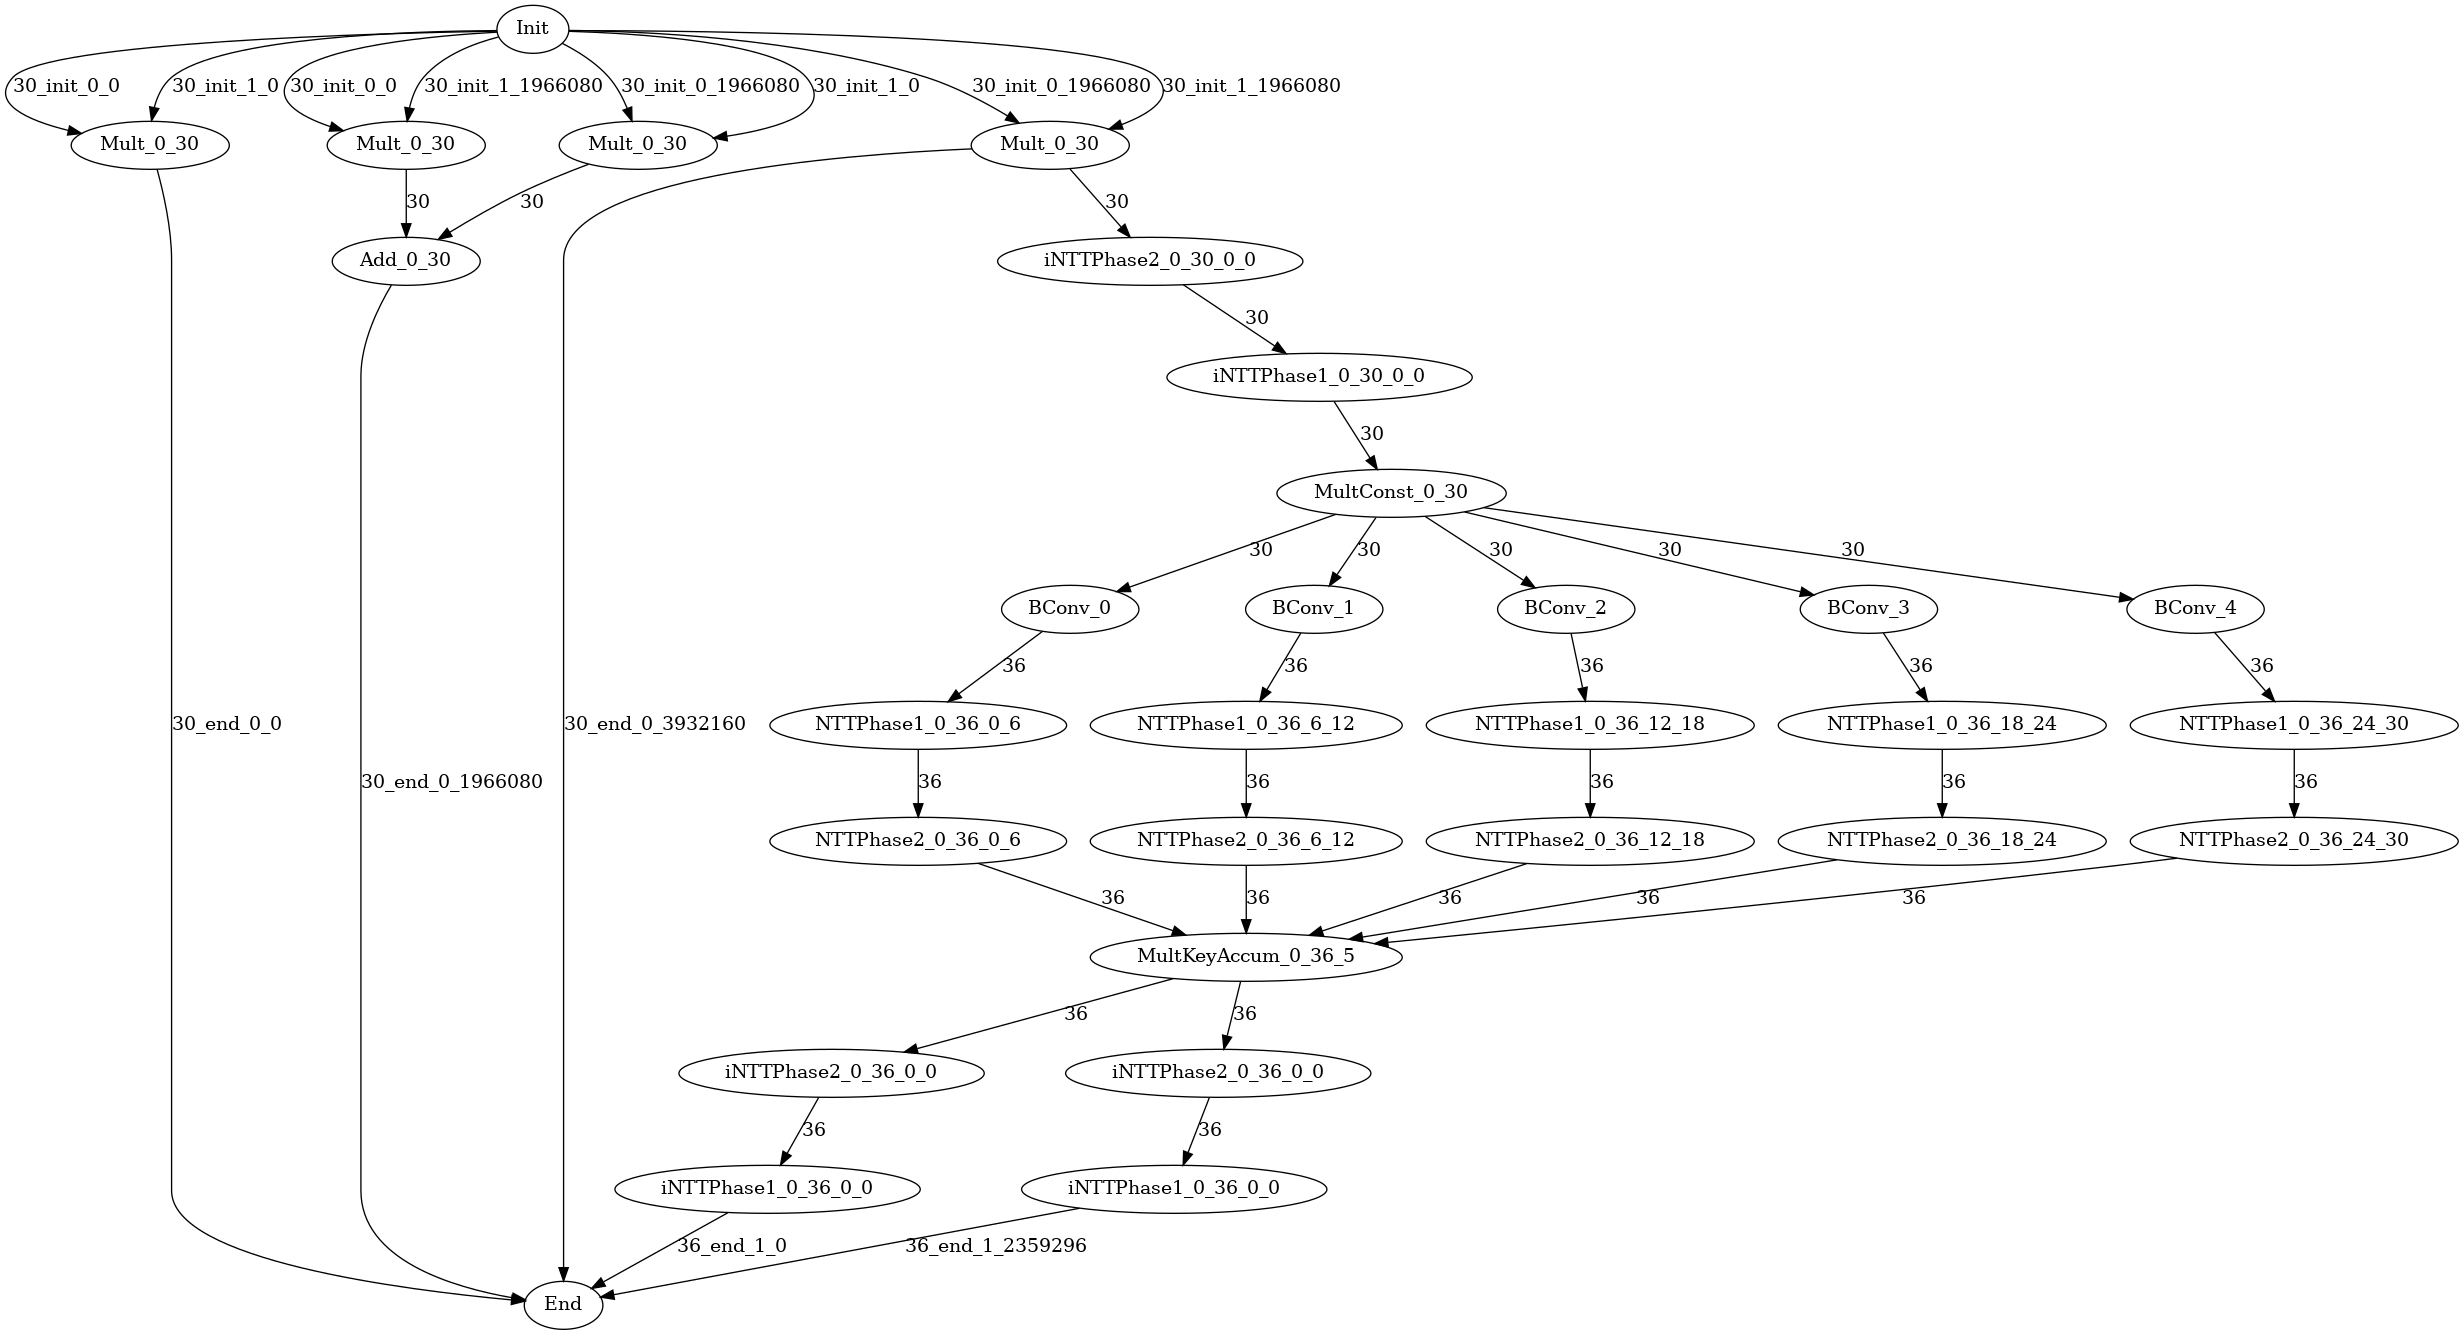 Init
30_init_0_0
30_init_1_0
30_init_0_0
30_init_1_1966080
30_init_0_1966080
30_init_1_0
30_init_0_1966080
30_init_1_1966080
Mult_0_30
Mult_0_30
Mult_0_30
Mult_0_30
30
30
30
Add_0_30
iNTTPhase2_0_30_0_0
30
iNTTPhase1_0_30_0_0
30
MultConst_0_30
30
30
30
30
30
BConv_0
BConv_1
BConv_2
BConv_3
BConv_4
36
36
36
36
36
30_end_0_0
30_end_0_3932160
NTTPhase1_0_36_0_6
NTTPhase1_0_36_6_12
NTTPhase1_0_36_12_18
NTTPhase1_0_36_18_24
NTTPhase1_0_36_24_30
30_end_0_1966080
36
36
36
36
36
NTTPhase2_0_36_0_6
NTTPhase2_0_36_6_12
NTTPhase2_0_36_12_18
NTTPhase2_0_36_18_24
NTTPhase2_0_36_24_30
36
36
36
36
36
MultKeyAccum_0_36_5
36
36
iNTTPhase2_0_36_0_0
iNTTPhase2_0_36_0_0
36
36
iNTTPhase1_0_36_0_0
iNTTPhase1_0_36_0_0
36_end_1_0
36_end_1_2359296
End